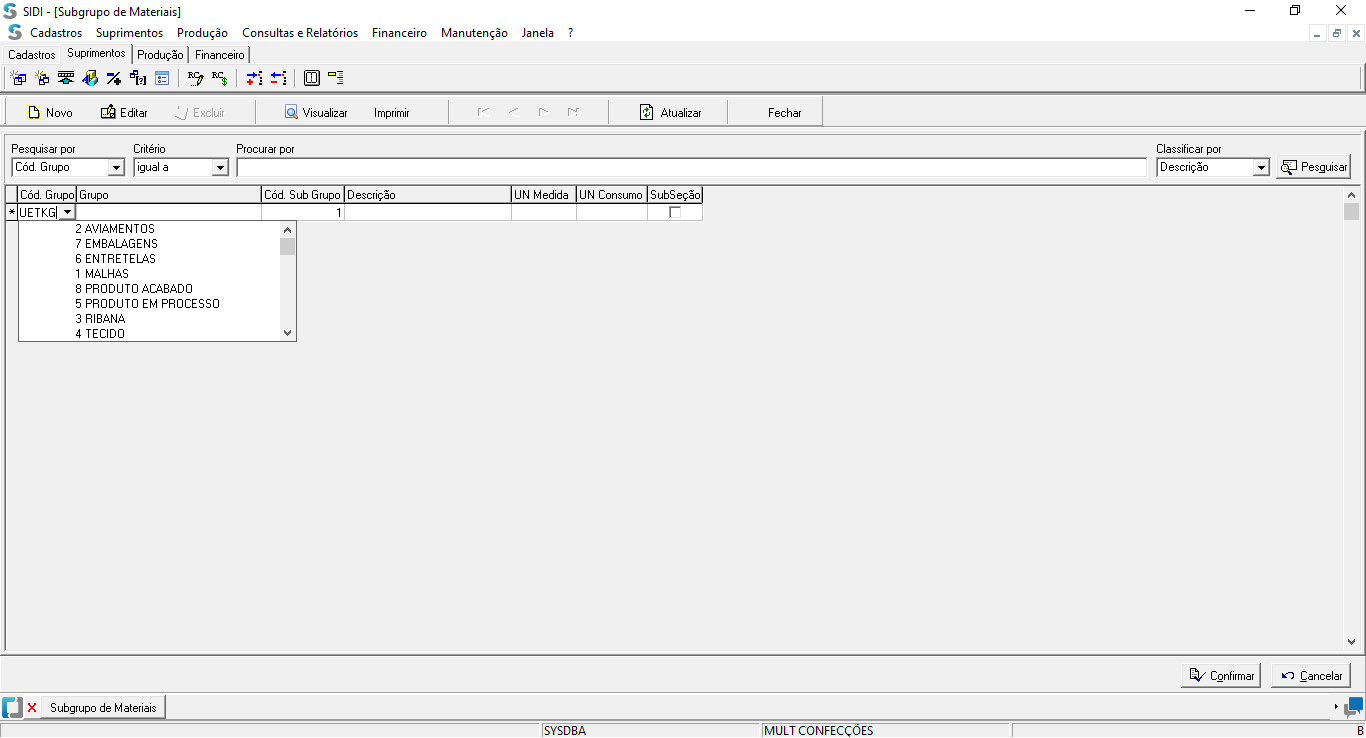 SIDI - [Subgrupo de Materiais]
Cadastros Suprimentos Produção Consultas e Relatórios Financeiro Manutenção Janela ?
Cadastros Suprimentos Produção Financeiro
Novo Editar Excluir Visualizar Imprimir Atualizar Fechar
Pesquisar por Critério Procurar por Classificar por
Cód. Grupo igual a Descrição Pesquisar
Cód. Grupo Grupo Cód. Sub Grupo Descrição UN Medida UN Consumo SubSeção
* UETKG 1
2 AVIAMENTOS
7 EMBALAGENS
6 ENTRETELAS
1 MALHAS
8 PRODUTO ACABADO
5 PRODUTO EM PROCESSO
3 RIBANA
4 TECIDO
Confirmar Cancelar
Subgrupo de Materiais
SYSDBA MULT CONFECÇÕES B